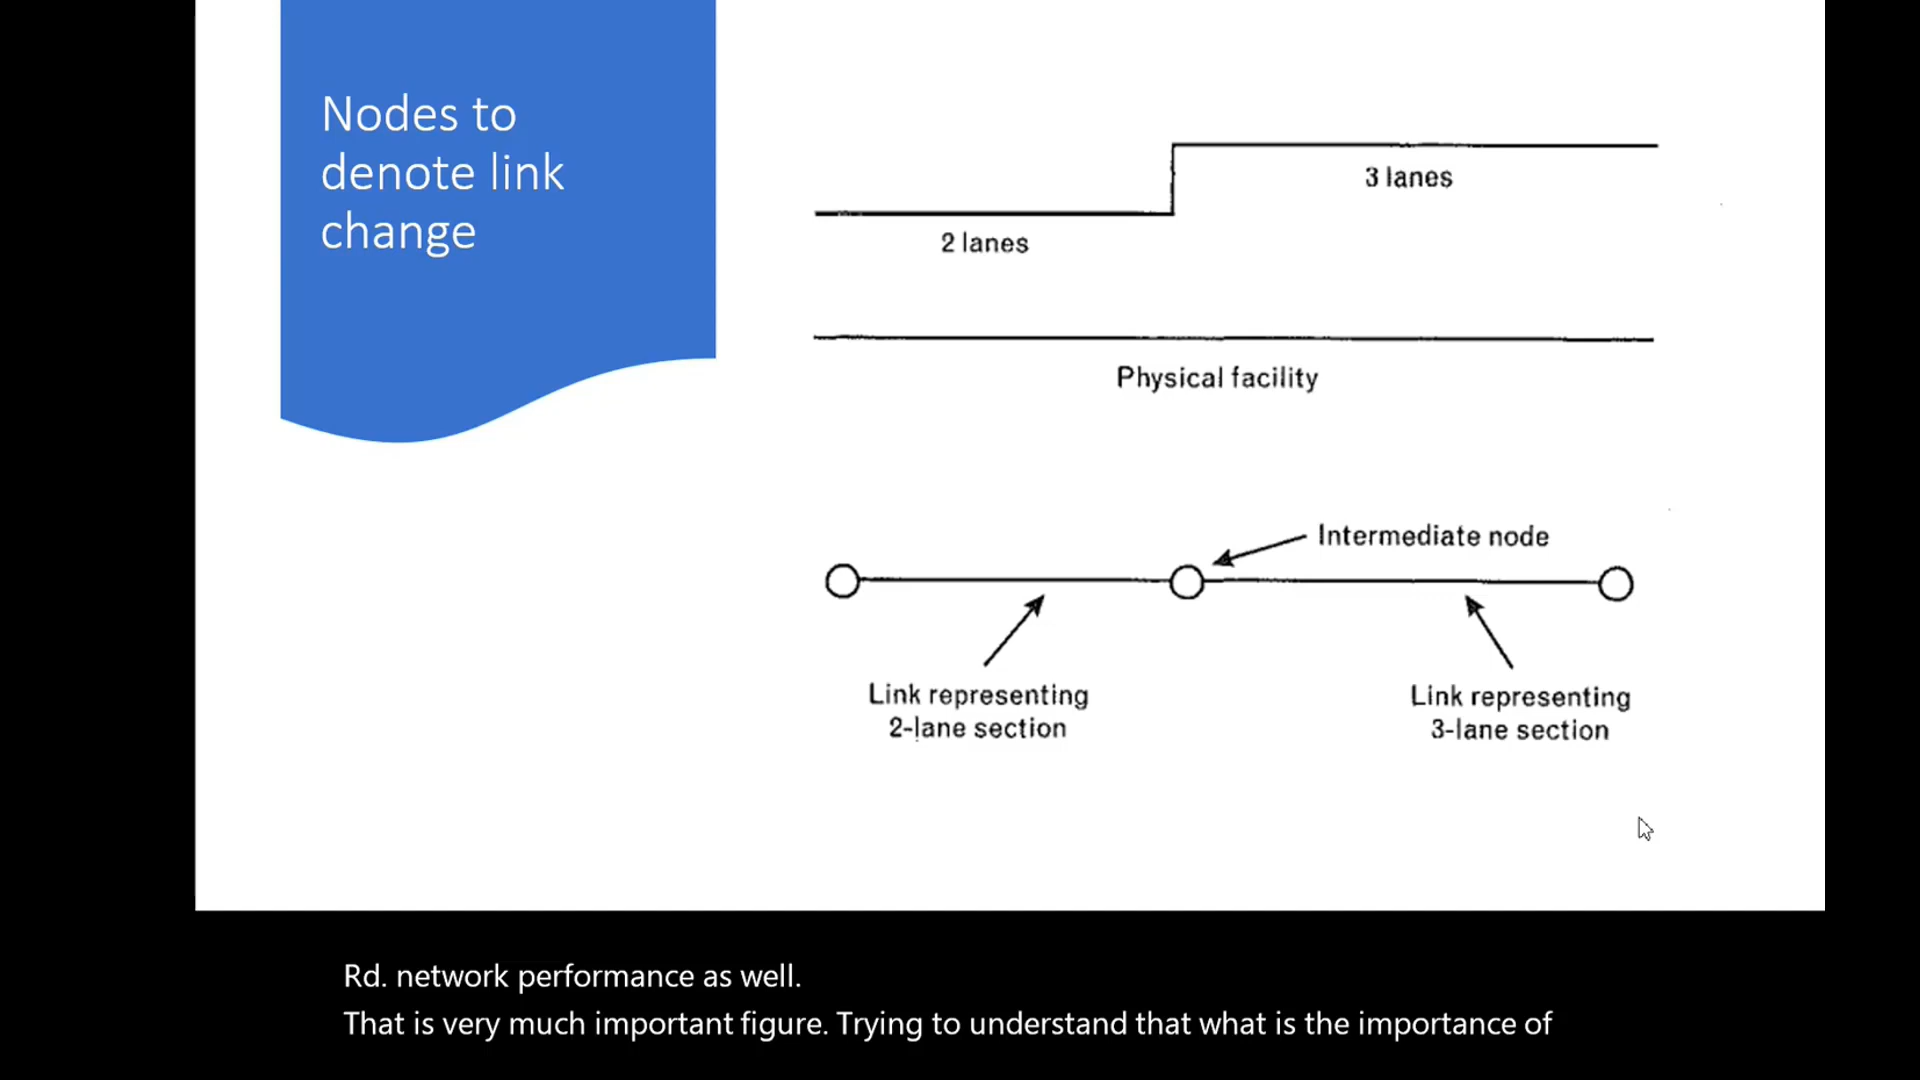 Nodes to
denote link
change
3 lanes
2 lanes
Physical facility
Intermediate node
Link representing
2-lane section
Link representing
3-lane section
Rd. network performance as well.
That is very much important figure. Trying to understand that what is the importance of